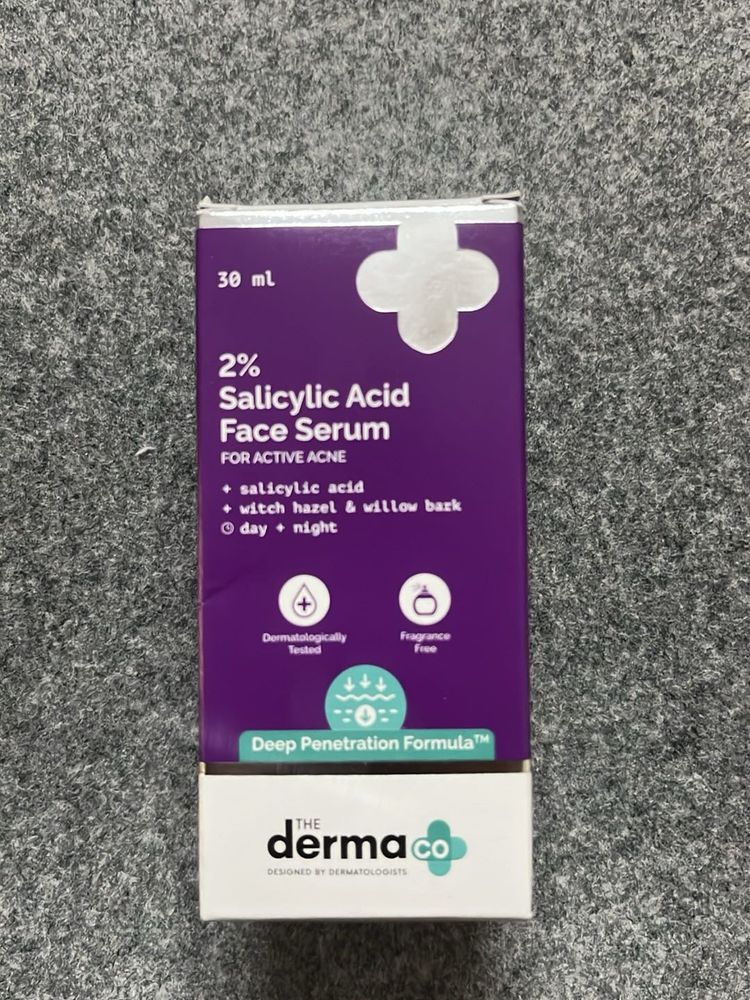 30 ml
2%
Salicylic Acid
Face Serum
FOR ACTIVE ACNE
+ salicylic acid
+ witch hazel & willow bark
day + night
Dermatologically
Tested
Fragrance
Free
Deep Penetration Formula™
THE
derma co
DESIGNED BY DERMATOLOGISTS